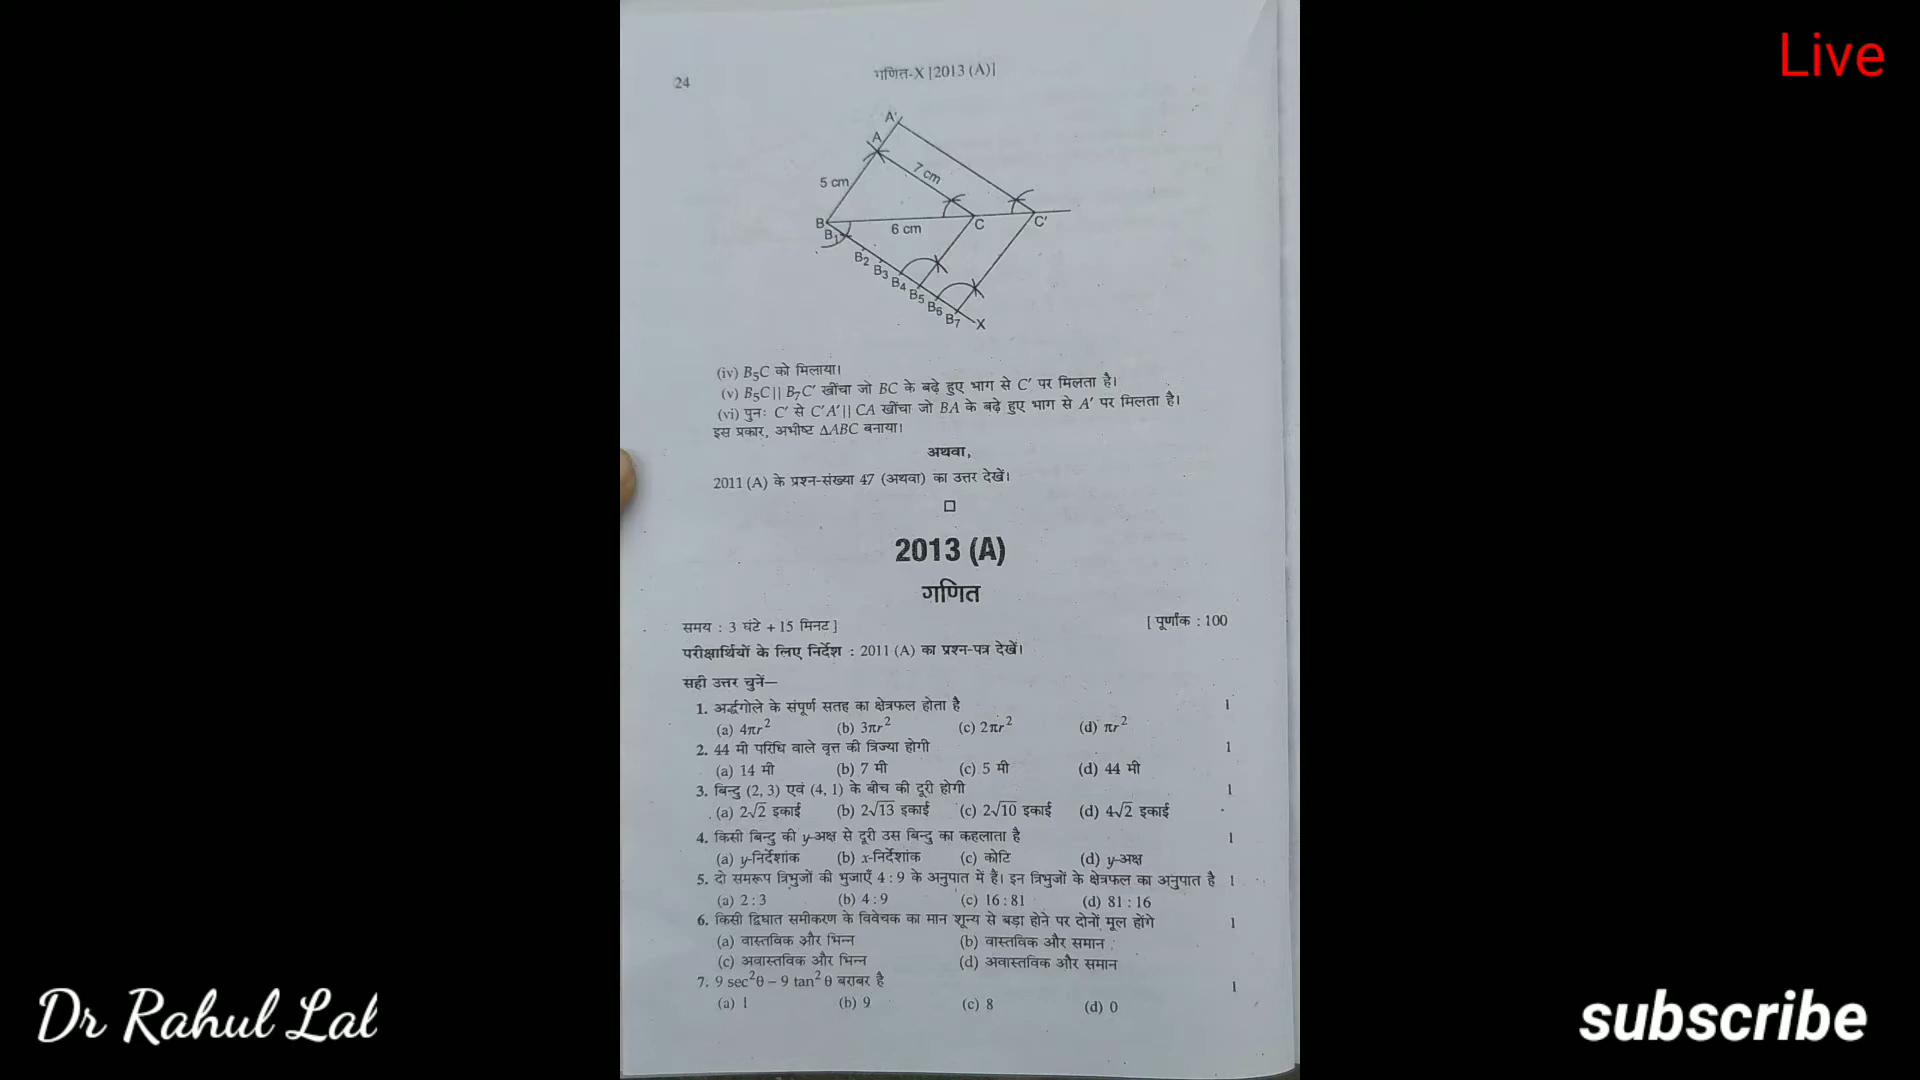 Live
24
गणित-X [2013 (A)]
A'
A
7 cm
5 cm
B
6 cm
C
C'
B1
B2
B3
B4
B5
B6
B7
X
(iv) B5C को मिलाया।
(v) B5C || B7C' खींचा जो BC के बढ़े हुए भाग से C' पर मिलता है।
(vi) पुनः C' से C'A' || CA खींचा जो BA के बढ़े हुए भाग से A' पर मिलता है।
इस प्रकार, अभीष्ट ΔABC बनाया।
अथवा,
2011 (A) के प्रश्न-संख्या 47 (अथवा) का उत्तर देखें।
2013 (A)
गणित
समय : 3 घंटे + 15 मिनट ] [ पूर्णांक : 100
परीक्षार्थियों के लिए निर्देश : 2011 (A) का प्रश्न-पत्र देखें।
सही उत्तर चुनें—
1. अर्द्धगोले के संपूर्ण सतह का क्षेत्रफल होता है 1
(a) 4πr² (b) 3πr² (c) 2πr² (d) πr²
2. 44 मी परिधि वाले वृत्त की त्रिज्या होगी 1
(a) 14 मी (b) 7 मी (c) 5 मी (d) 44 मी
3. बिन्दु (2, 3) एवं (4, 1) के बीच की दूरी होगी 1
(a) 2√2 इकाई (b) 2√13 इकाई (c) 2√10 इकाई (d) 4√2 इकाई
4. किसी बिन्दु की y-अक्ष से दूरी उस बिन्दु का कहलाता है 1
(a) y-निर्देशांक (b) x-निर्देशांक (c) कोटि (d) y-अक्ष
5. दो समरूप त्रिभुजों की भुजाएँ 4 : 9 के अनुपात में हैं। इन त्रिभुजों के क्षेत्रफल का अनुपात है 1
(a) 2 : 3 (b) 4 : 9 (c) 16 : 81 (d) 81 : 16
6. किसी द्विघात समीकरण के विवेचक का मान शून्य से बड़ा होने पर दोनों मूल होंगे 1
(a) वास्तविक और भिन्न (b) वास्तविक और समान
(c) अवास्तविक और भिन्न (d) अवास्तविक और समान
7. 9 sec²θ – 9 tan²θ बराबर है 1
(a) 1 (b) 9 (c) 8 (d) 0
Dr Rahul Lal
subscribe